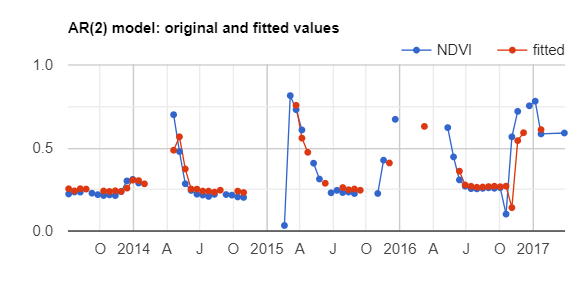 AR(2) model: original and fitted values
NDVI fitted
1.0
0.5
0.0
O 2014 A J O 2015 A J O 2016 A J O 2017